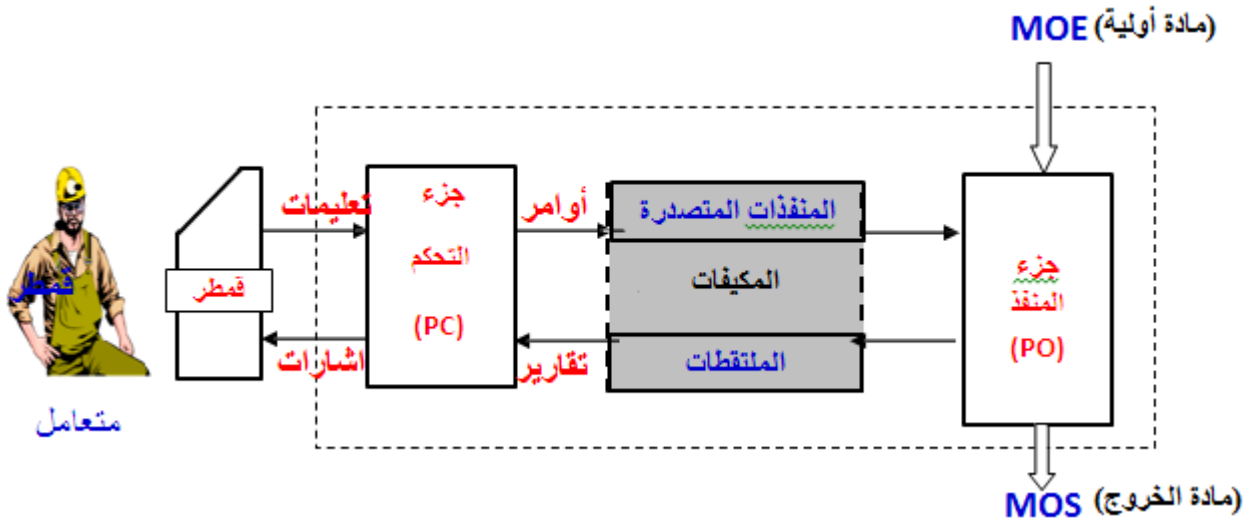 MOE (مادة أولية)
جزء
التحكم
(PC)
تعليمات
أوامر
المنفذات المتصدرة
المكيفات
الملتقطات
جزء
المنفذ
(PO)
قمطر
قمطر
اشارات
تقارير
متعامل
MOS (مادة الخروج)